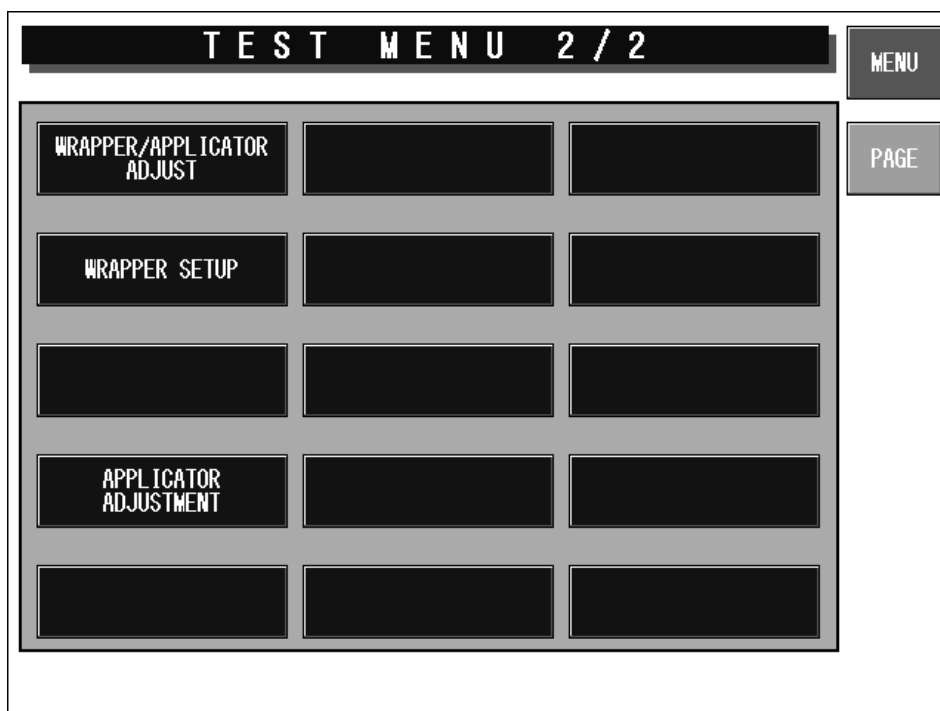 TEST MENU 2/2
MENU
PAGE
WRAPPER/APPLICATOR
ADJUST
WRAPPER SETUP
APPLICATOR
ADJUSTMENT